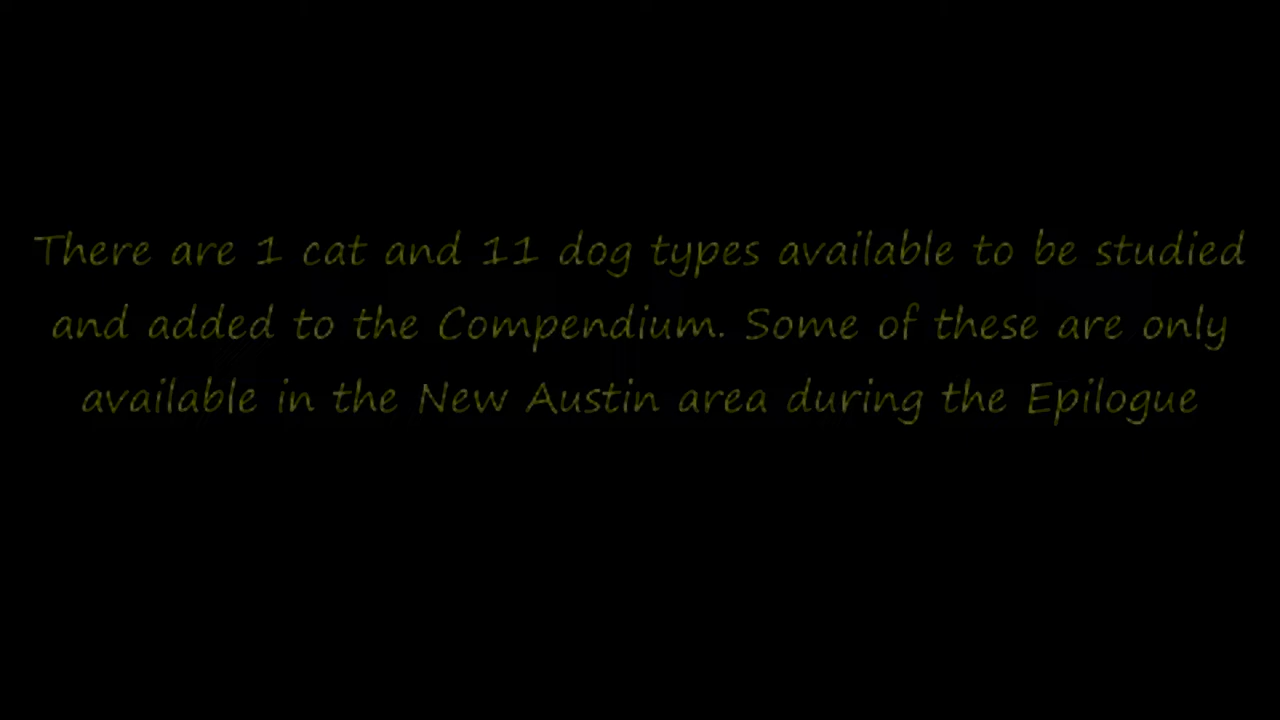 There are 1 cat and 11 dog types available to be studied
and added to the Compendium. Some of these are only
available in the New Austin area during the Epilogue